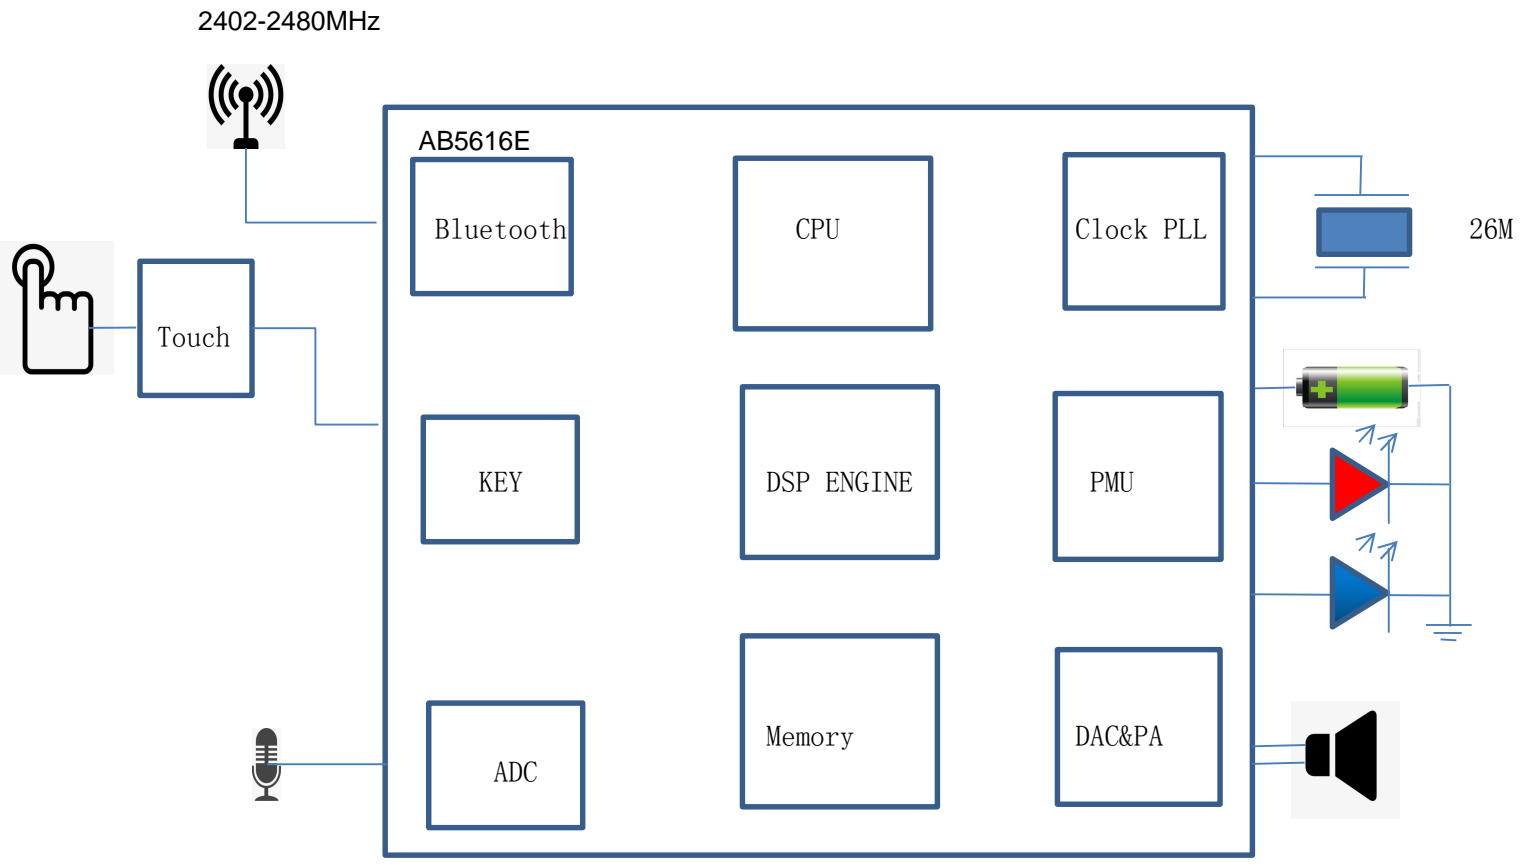 2402-2480MHz
AB5616E
Bluetooth
CPU
Clock PLL
26M
Touch
KEY
DSP ENGINE
PMU
ADC
Memory
DAC&PA